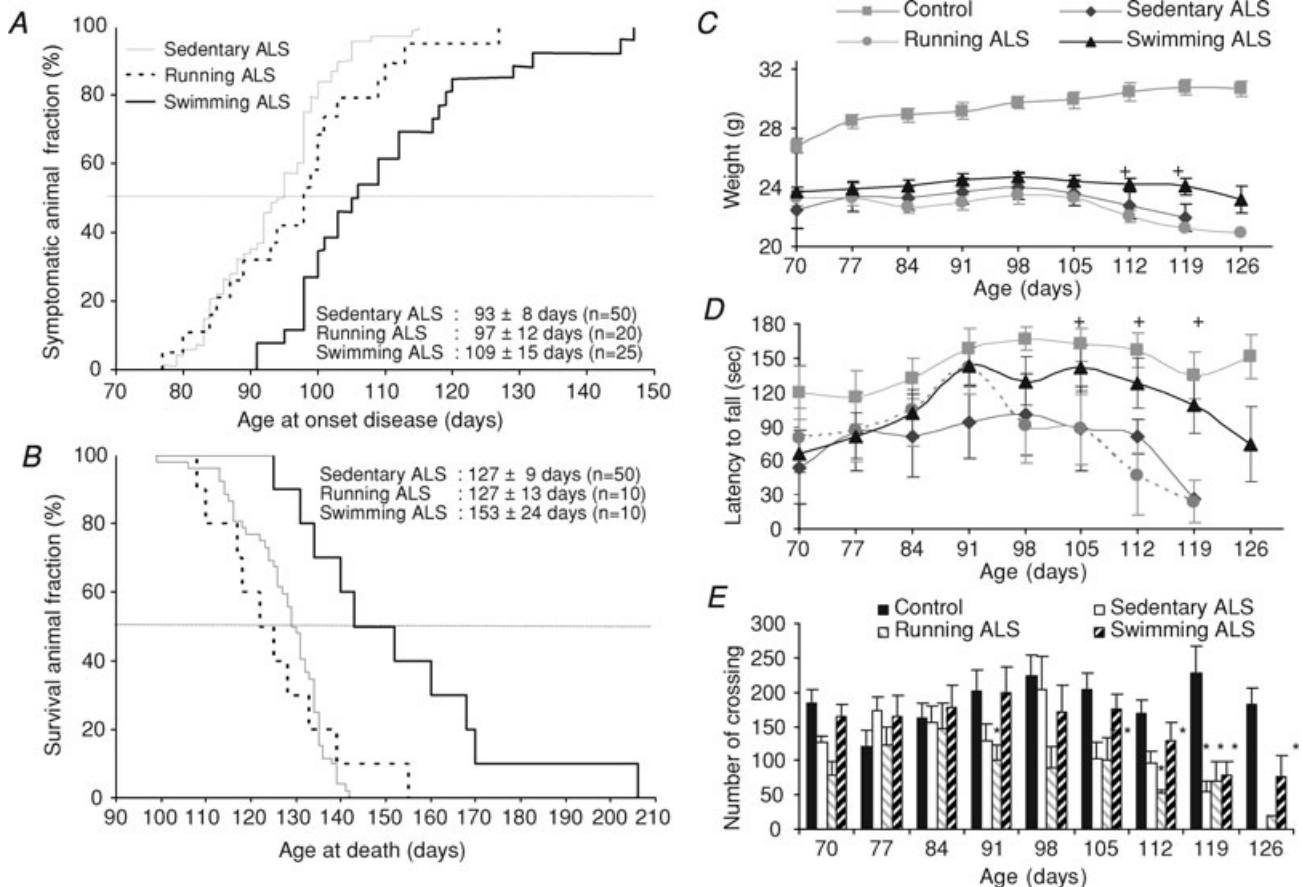 A
100
80
60
40
20
0
Symptomatic animal fraction (%)
Sedentary ALS
Running ALS
Swimming ALS
Sedentary ALS : 93 ± 8 days (n=50)
Running ALS : 97 ± 12 days (n=20)
Swimming ALS : 109 ± 15 days (n=25)
70 80 90 100 110 120 130 140 150
Age at onset disease (days)
B
100
80
60
40
20
0
Survival animal fraction (%)
Sedentary ALS : 127 ± 9 days (n=50)
Running ALS : 127 ± 13 days (n=10)
Swimming ALS : 153 ± 24 days (n=10)
90 100 110 120 130 140 150 160 170 180 190 200 210
Age at death (days)
C
Control
Sedentary ALS
Running ALS
Swimming ALS
32
28
24
20
Weight (g)
+ +
70 77 84 91 98 105 112 119 126
Age (days)
D
180
150
120
90
60
30
0
Latency to fall (sec)
+ + +
70 77 84 91 98 105 112 119 126
Age (days)
E
Control
Sedentary ALS
Running ALS
Swimming ALS
300
250
200
150
100
50
0
Number of crossing
* * * * * * * *
70 77 84 91 98 105 112 119 126
Age (days)